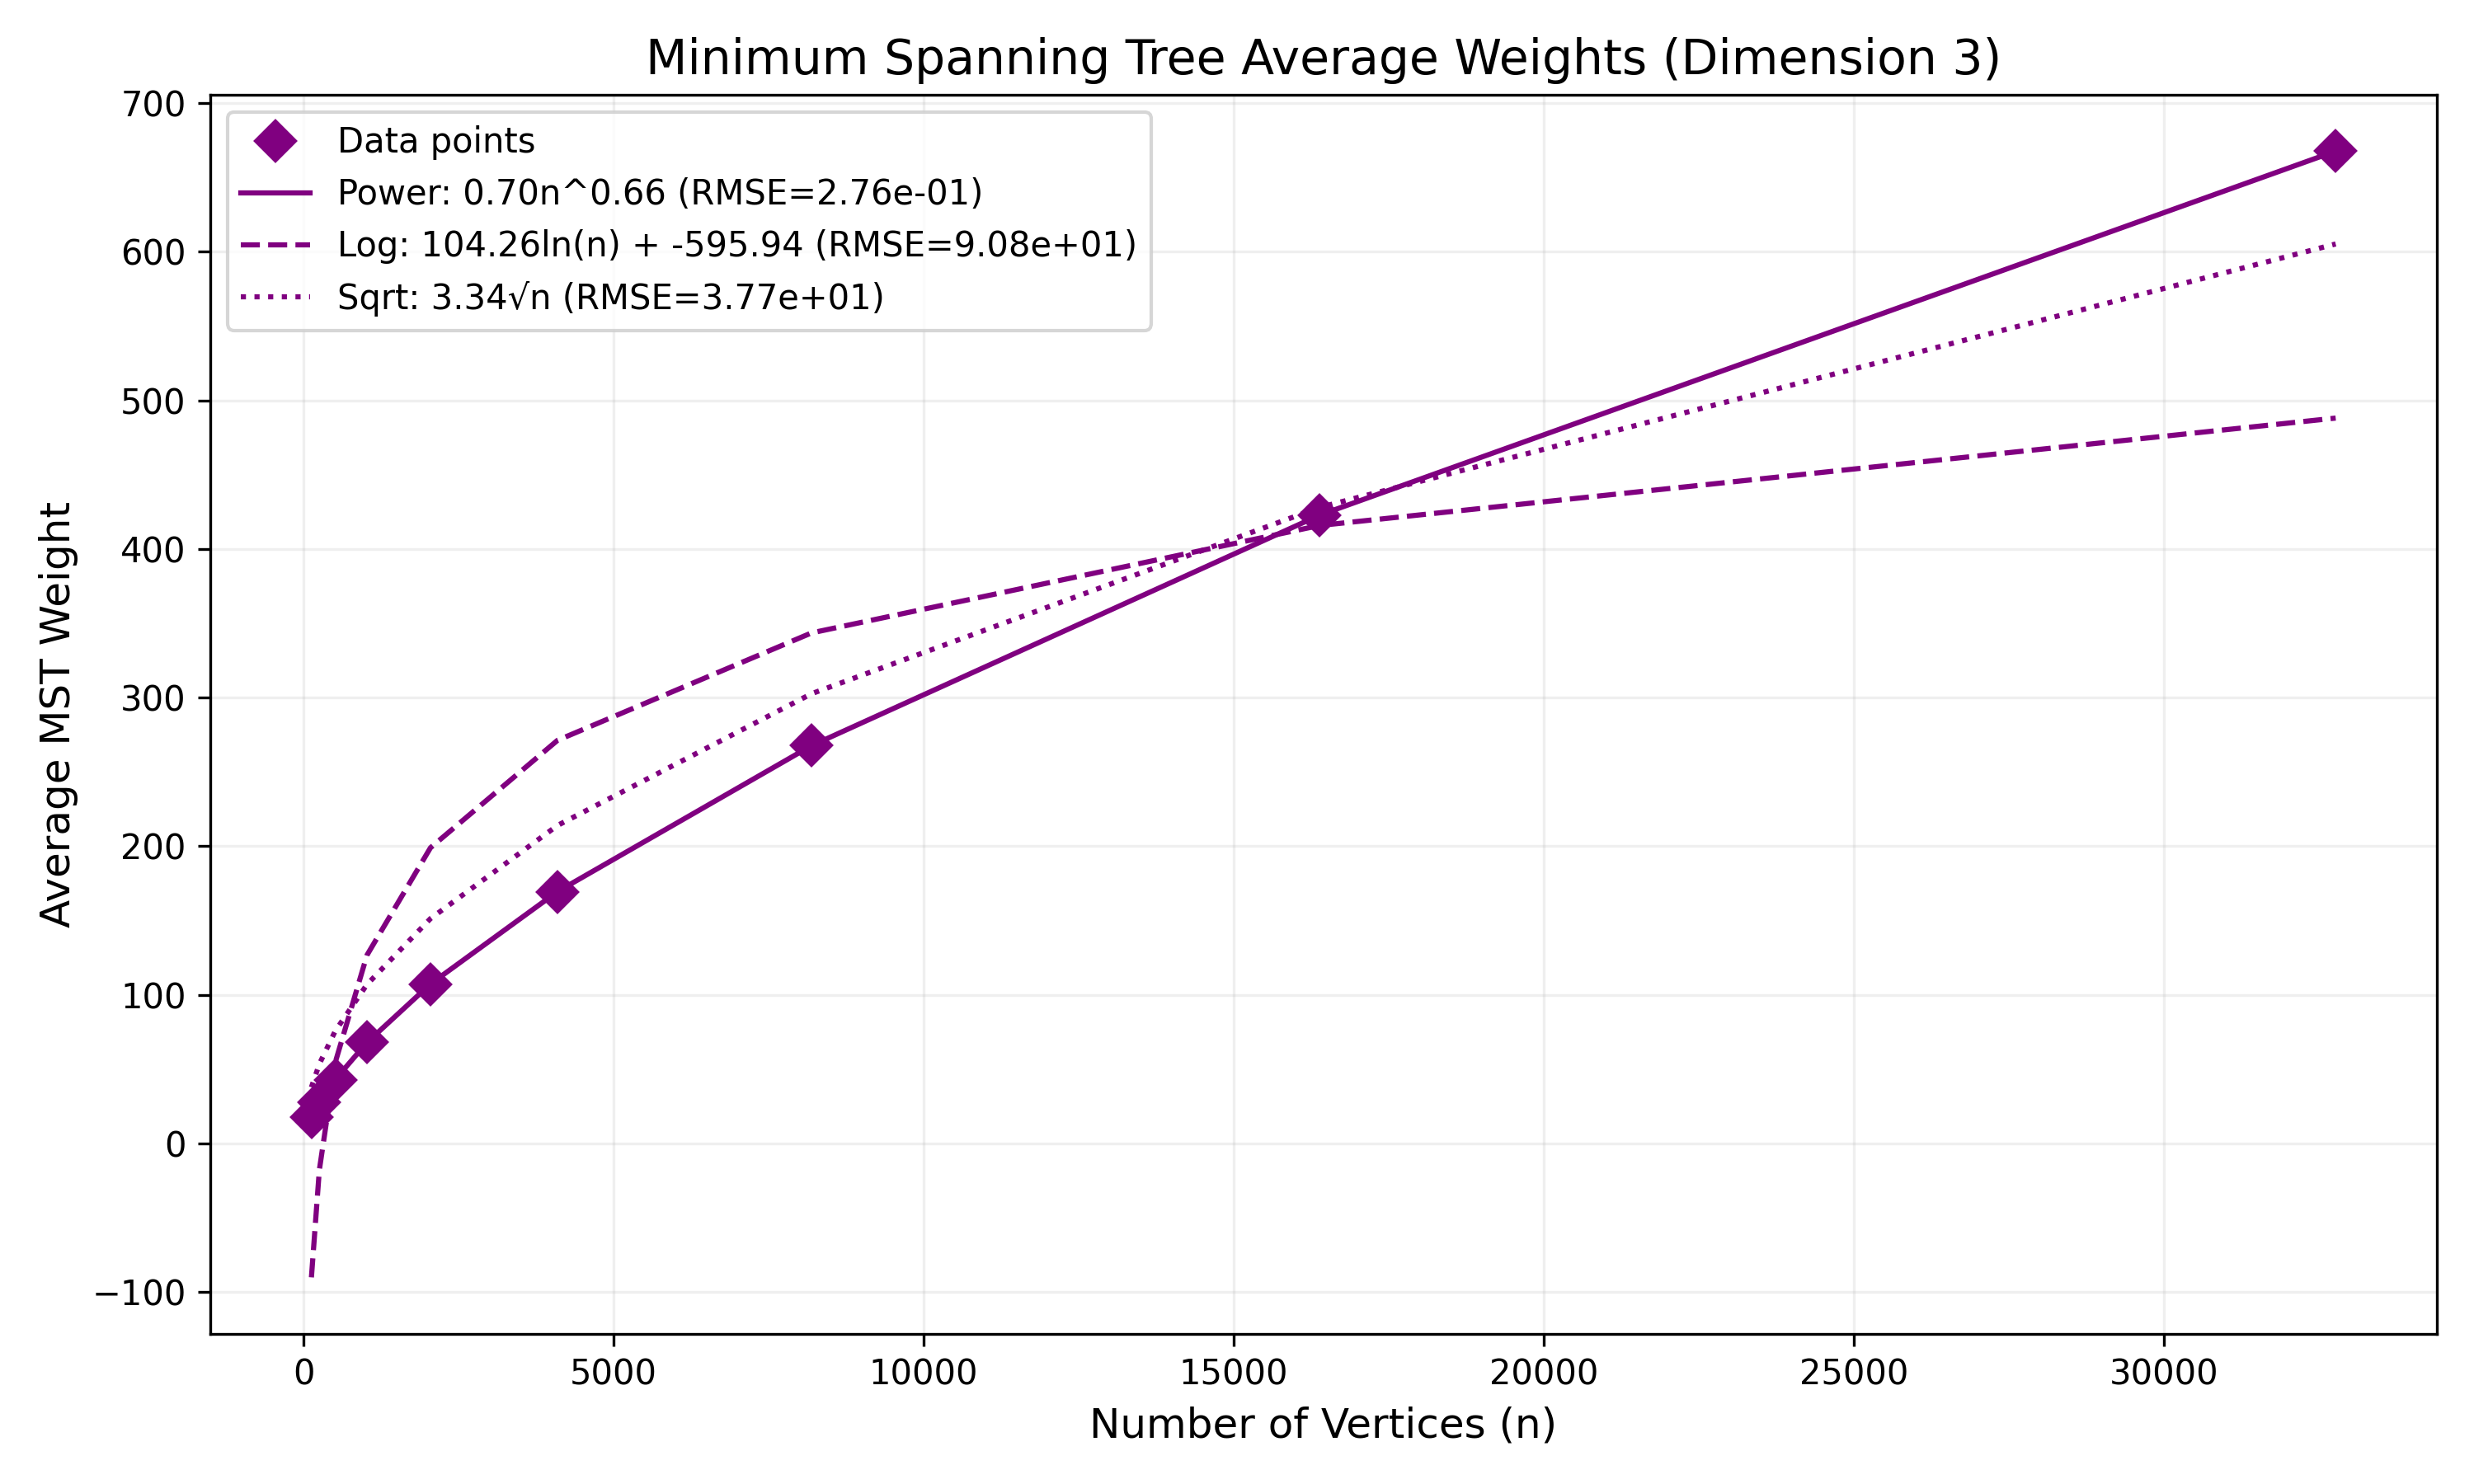 Minimum Spanning Tree Average Weights (Dimension 3)
700
600
500
400
300
200
100
0
−100
Average MST Weight
Data points
Power: 0.70n^0.66 (RMSE=2.76e-01)
Log: 104.26ln(n) + -595.94 (RMSE=9.08e+01)
Sqrt: 3.34√n (RMSE=3.77e+01)
0 5000 10000 15000 20000 25000 30000
Number of Vertices (n)